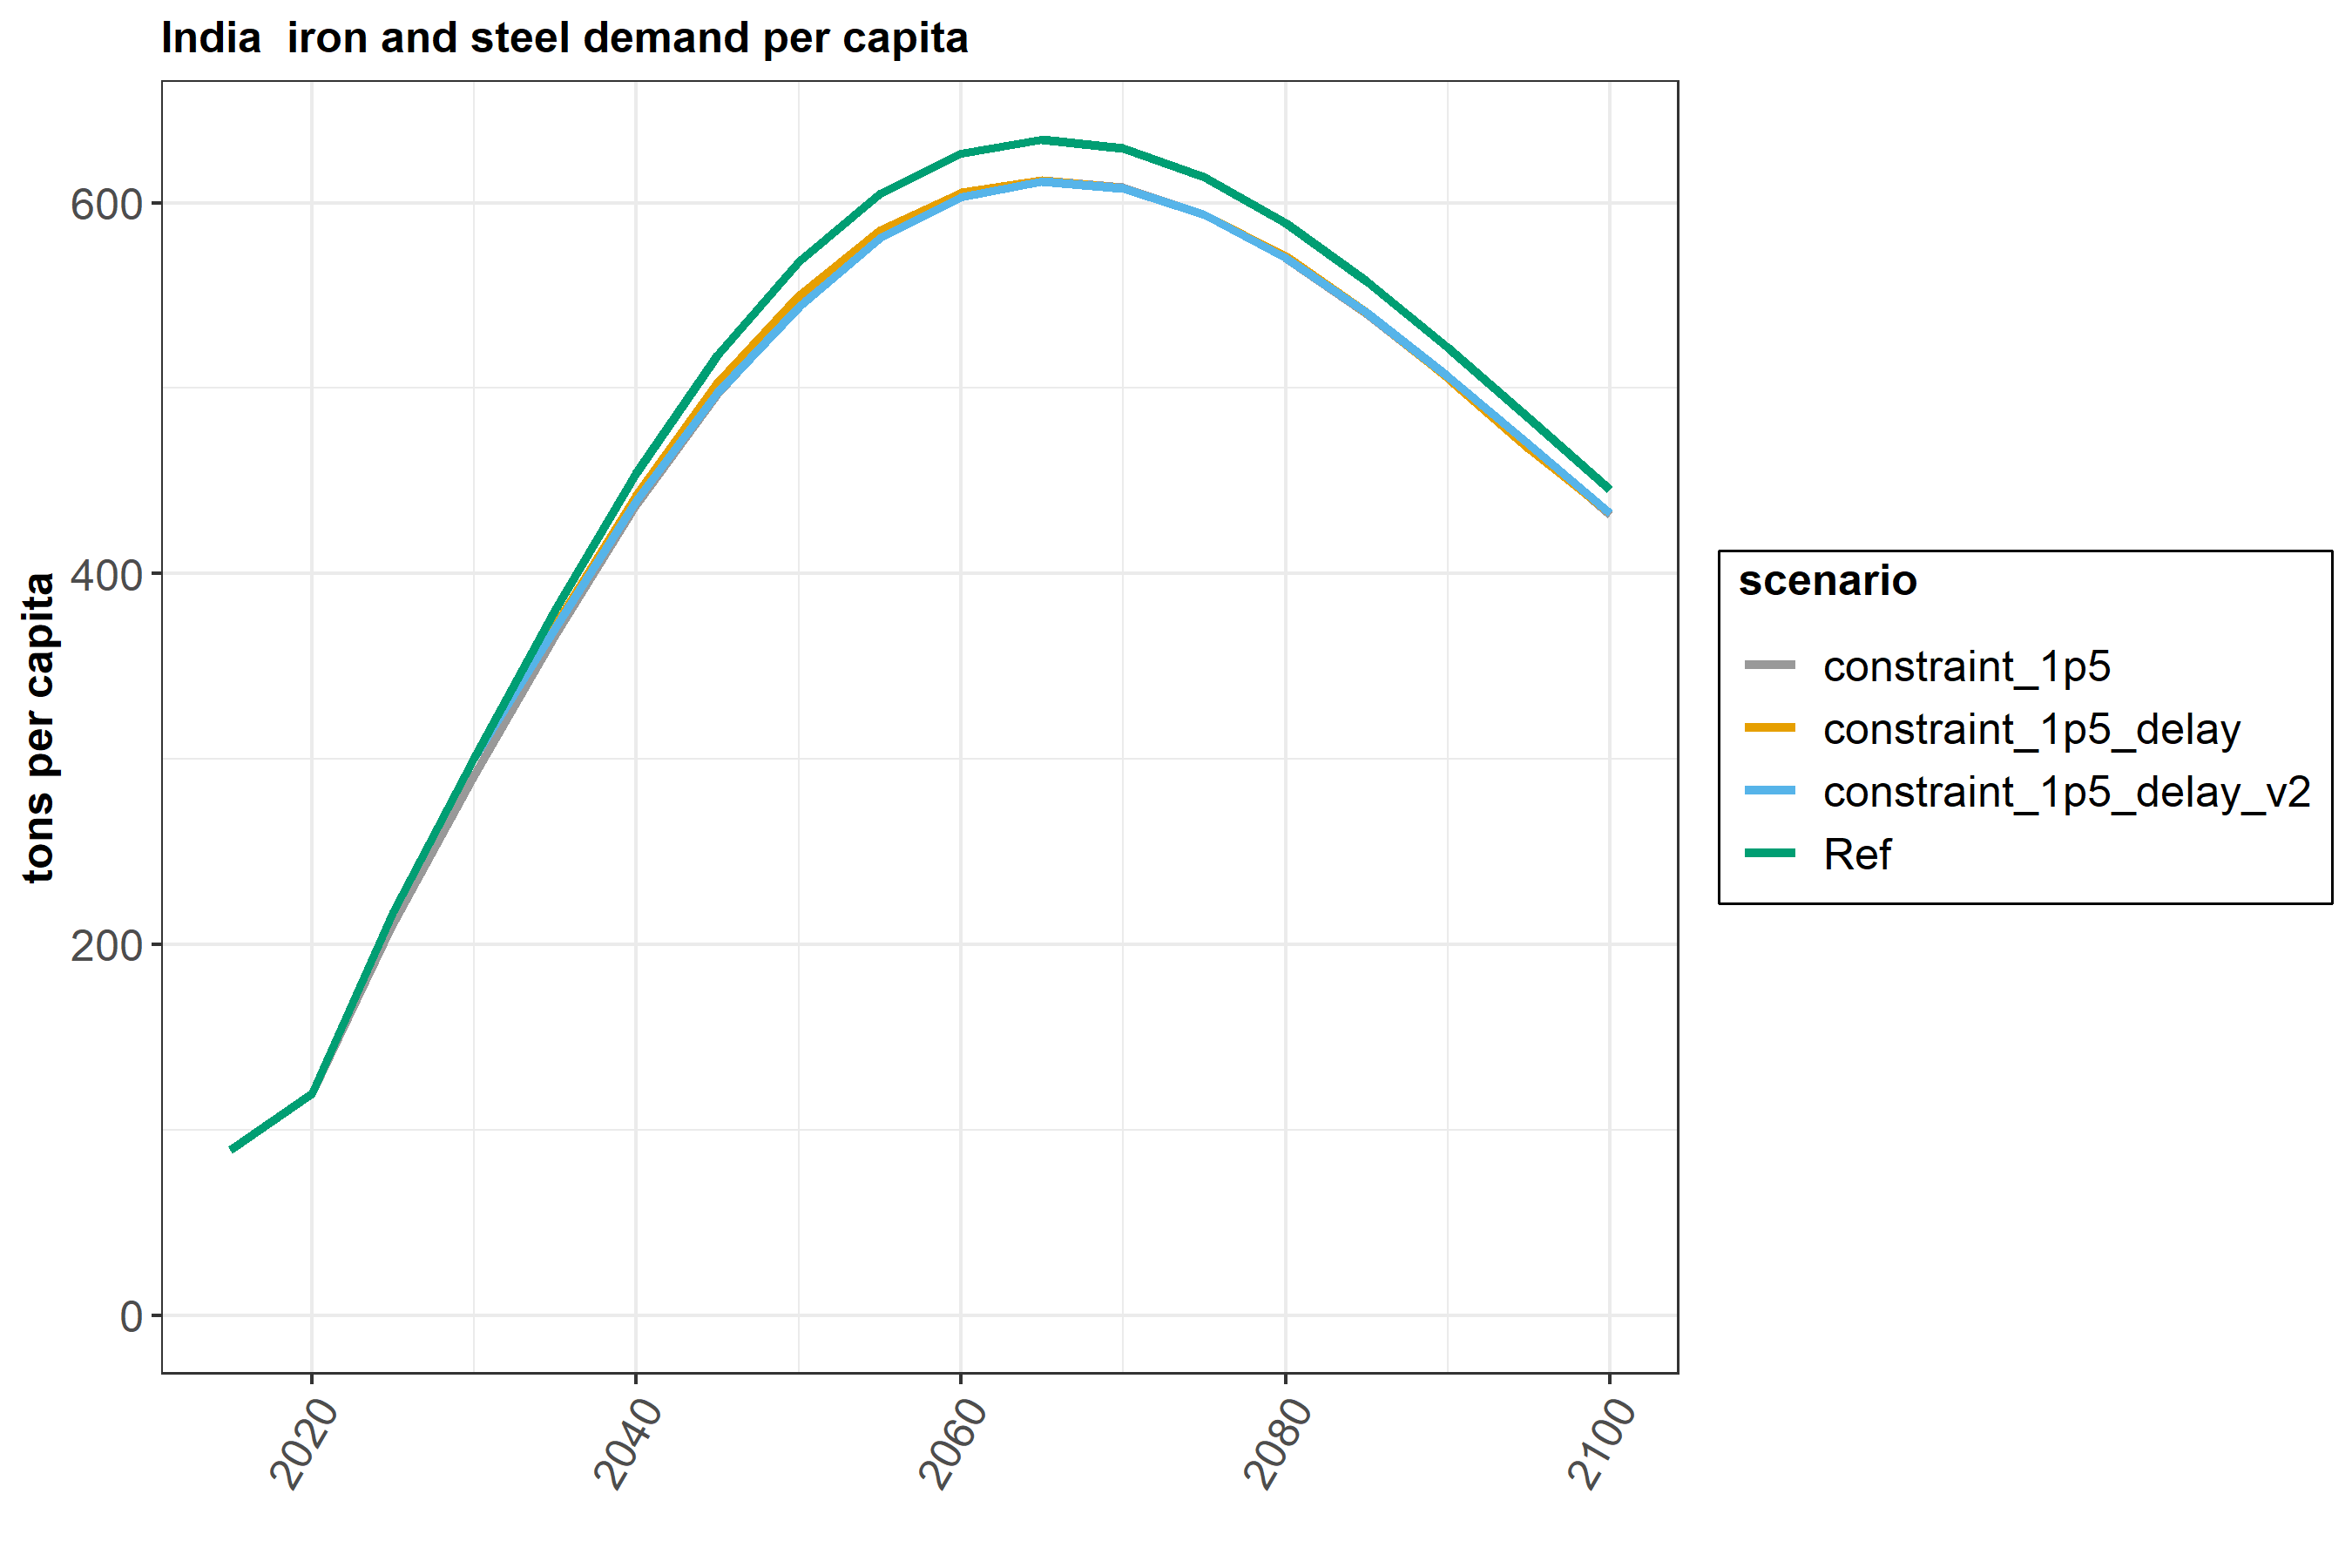 India  iron and steel demand per capita
tons per capita
600
400
200
0
2020
2040
2060
2080
2100
scenario
constraint_1p5
constraint_1p5_delay
constraint_1p5_delay_v2
Ref